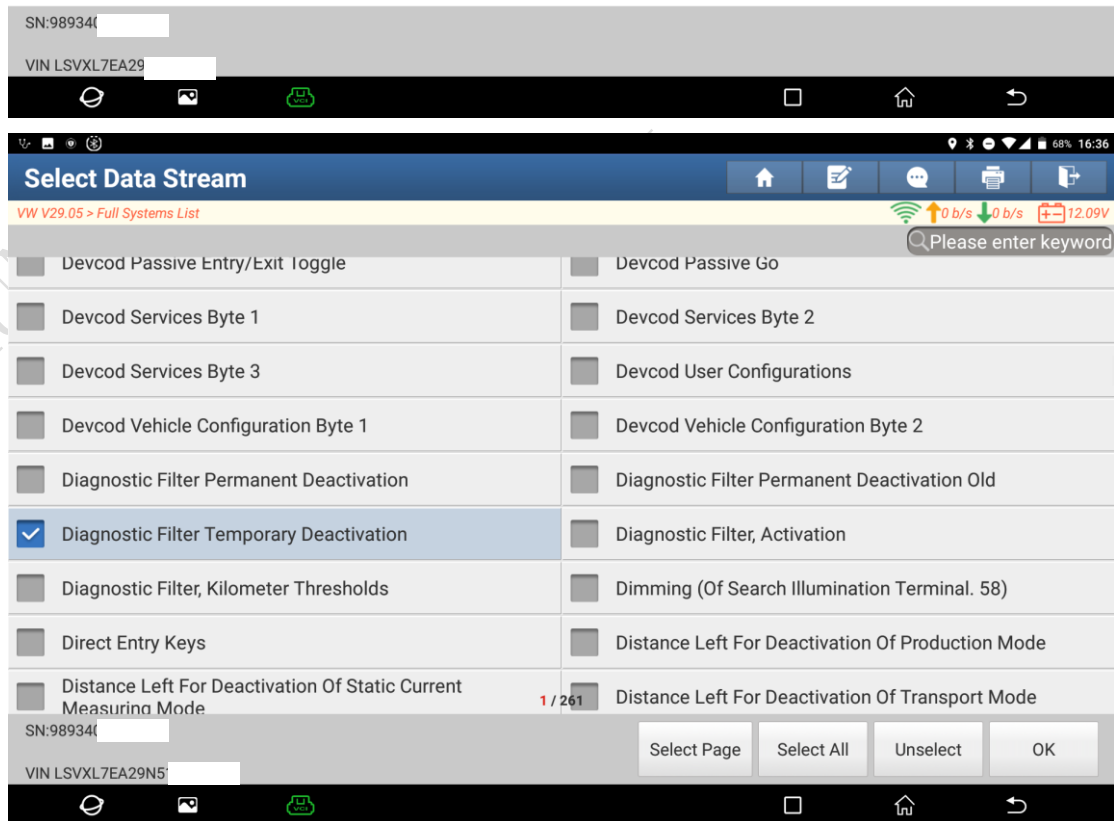 SN:989340
VIN LSVXL7EA29
VCI
68% 16:36
Select Data Stream
VW V29.05 > Full Systems List
0 b/s 0 b/s 12.09V
Please enter keyword
Devcod Passive Entry/Exit Toggle
Devcod Passive Go
Devcod Services Byte 1
Devcod Services Byte 2
Devcod Services Byte 3
Devcod User Configurations
Devcod Vehicle Configuration Byte 1
Devcod Vehicle Configuration Byte 2
Diagnostic Filter Permanent Deactivation
Diagnostic Filter Permanent Deactivation Old
Diagnostic Filter Temporary Deactivation
Diagnostic Filter, Activation
Diagnostic Filter, Kilometer Thresholds
Dimming (Of Search Illumination Terminal. 58)
Direct Entry Keys
Distance Left For Deactivation Of Production Mode
Distance Left For Deactivation Of Static Current
Measuring Mode
1 / 261
Distance Left For Deactivation Of Transport Mode
SN:989340
VIN LSVXL7EA29N5
Select Page
Select All
Unselect
OK
VCI